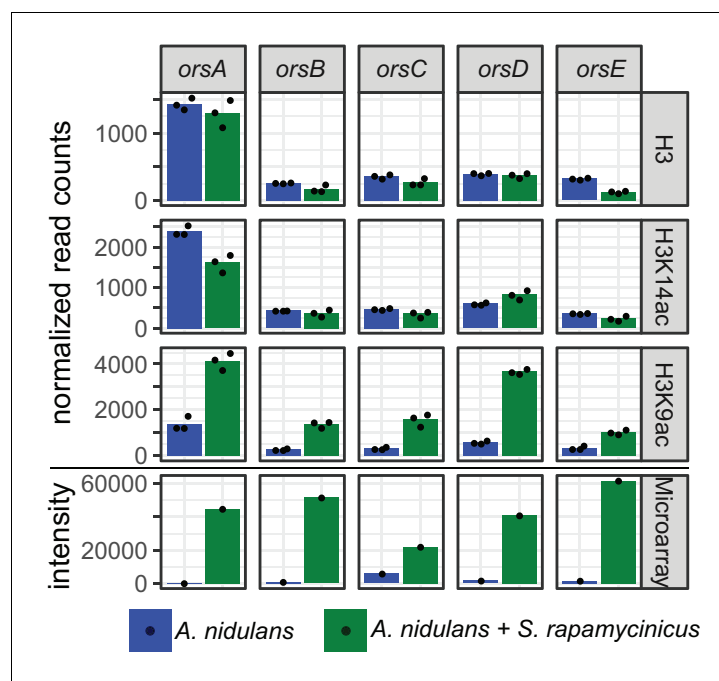 orsA orsB orsC orsD orsE
normalized read counts
1000
0
H3
2000
1000
0
H3K14ac
4000
2000
0
H3K9ac
intensity
60000
20000
0
Microarray
A. nidulans A. nidulans + S. rapamycinicus